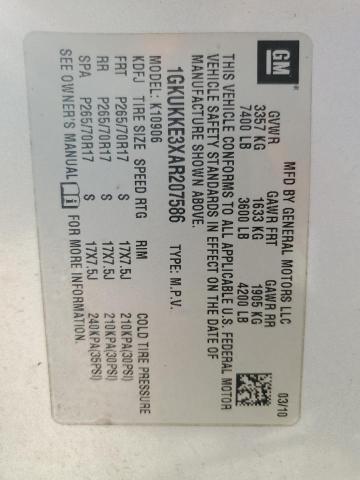 GM
MFD BY GENERAL MOTORS LLC
03/10
GVWR GAWR FRT GAWR RR
3357 KG 1633 KG 1905 KG
7400 LB 3600 LB 4200 LB
THIS VEHICLE CONFORMS TO ALL APPLICABLE U.S. FEDERAL MOTOR
VEHICLE SAFETY STANDARDS IN EFFECT ON THE DATE OF
MANUFACTURE SHOWN ABOVE.
1GKUKKE3XAR207586 TYPE: M.P.V.
MODEL: K10906
KDFJ TIRE SIZE SPEED RTG RIM COLD TIRE PRESSURE
FRT P265/70R17 S 17X7.5J 210KPA(30PSI)
RR P265/70R17 S 17X7.5J 210KPA(30PSI)
SPA P265/70R17 S 17X7.5J 240KPA(35PSI)
SEE OWNER'S MANUAL i FOR MORE INFORMATION.